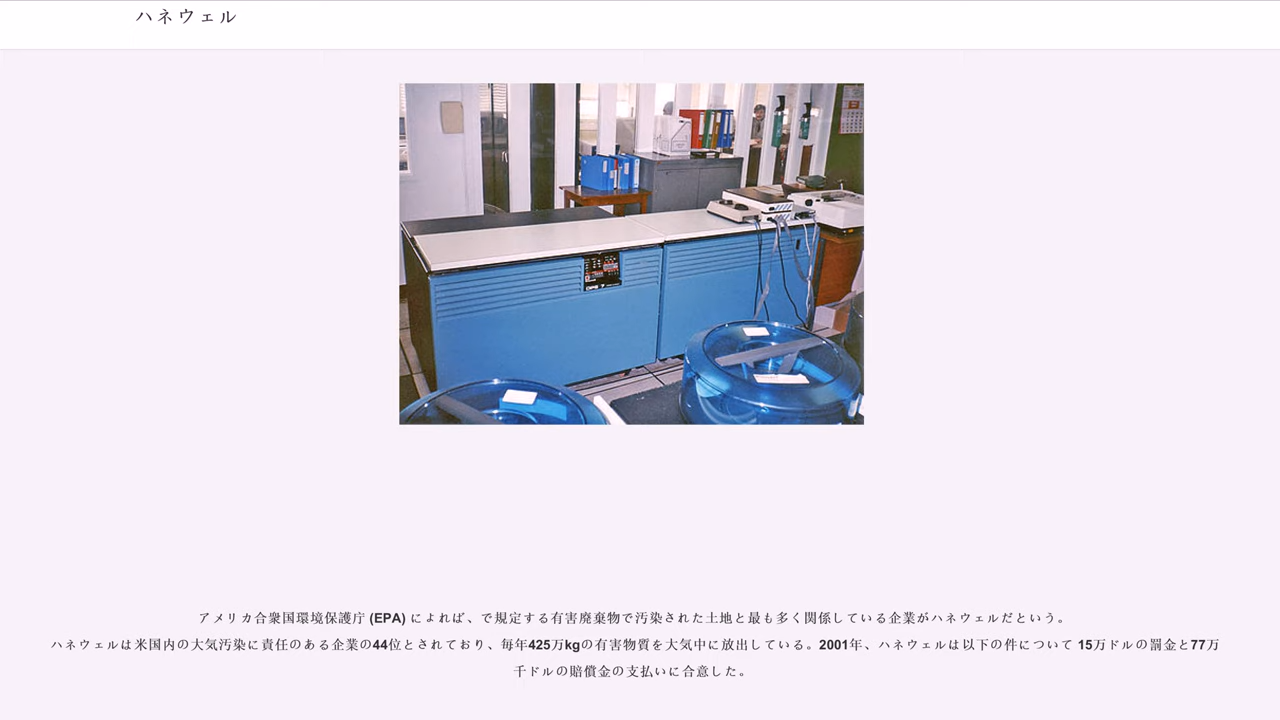 ハネウェル
アメリカ合衆国環境保護庁 (EPA) によれば、で規定する有害廃棄物で汚染された土地と最も多く関係している企業がハネウェルだという。
ハネウェルは米国内の大気汚染に責任のある企業の44位とされており、毎年425万kgの有害物質を大気中に放出している。2001年、ハネウェルは以下の件について 15万ドルの罰金と77万
千ドルの賠償金の支払いに合意した。